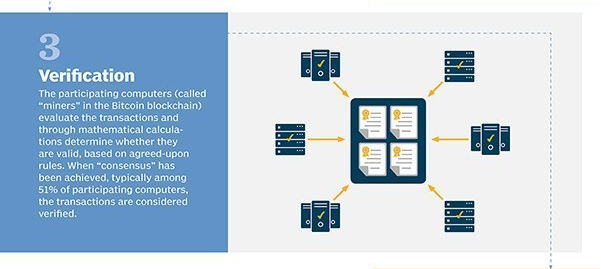 3
Verification
The participating computers (called
“miners” in the Bitcoin blockchain)
evaluate the transactions and
through mathematical calcula-
tions determine whether they
are valid, based on agreed-upon
rules. When “consensus” has
been achieved, typically among
51% of participating computers,
the transactions are considered
verified.